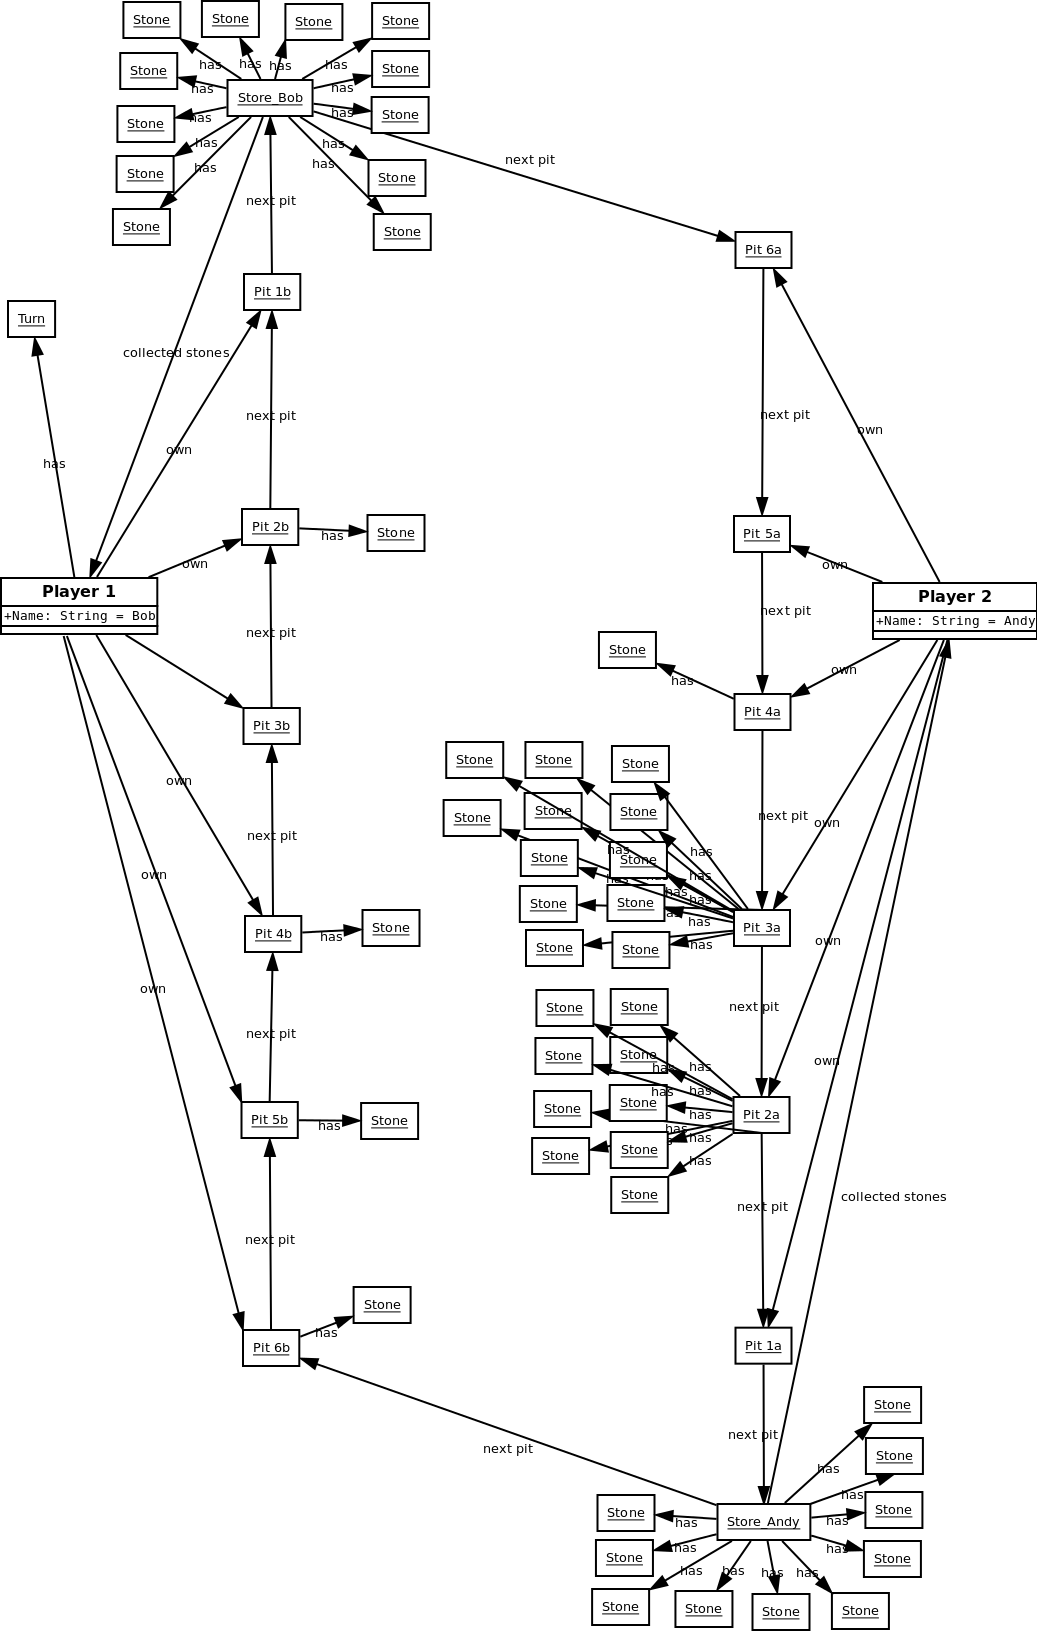 Stone
Stone
Stone
Stone
has
has
has
has
Stone
Stone
has
has
Store_Bob
Stone
Stone
has
has
has
has
next pit
Stone
Stone
has
has
next pit
Stone
Stone
Pit 6a
Pit 1b
Turn
collected stones
next pit
next pit
own
own
has
Pit 2b
Stone
Pit 5a
has
own
own
Player 1
+Name: String = Bob
Player 2
+Name: String = Andy
next pit
next pit
Stone
own
has
Pit 4a
Pit 3b
Stone
Stone
Stone
own
next pit
next pit
own
Stone
Stone
Stone
has
has
Stone
Stone
own
has
has
has
has
has
Stone
Stone
as
has
Pit 3a
Pit 4b
Stone
has
Stone
Stone
has
own
own
next pit
next pit
Stone
Stone
Stone
Stone
own
has
has
has
has
Stone
Stone
has
Pit 2a
Pit 5b
Stone
has
has
has
Stone
Stone
has
Stone
collected stones
next pit
next pit
Stone
has
Pit 6b
Pit 1a
Stone
next pit
next pit
Stone
has
has
Stone
Stone
Store_Andy
has
has
has
has
Stone
Stone
has
has
has
has
Stone
Stone
Stone
Stone